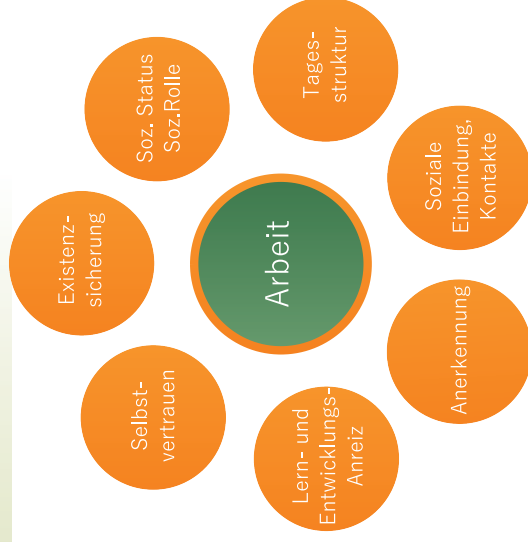 Existenz-
sicherung
Soz. Status
Soz.Rolle
Tages-
struktur
Soziale
Einbindung,
Kontakte
Anerkennung
Lern- und
Entwicklungs-
Anreiz
Selbst-
vertrauen
Arbeit